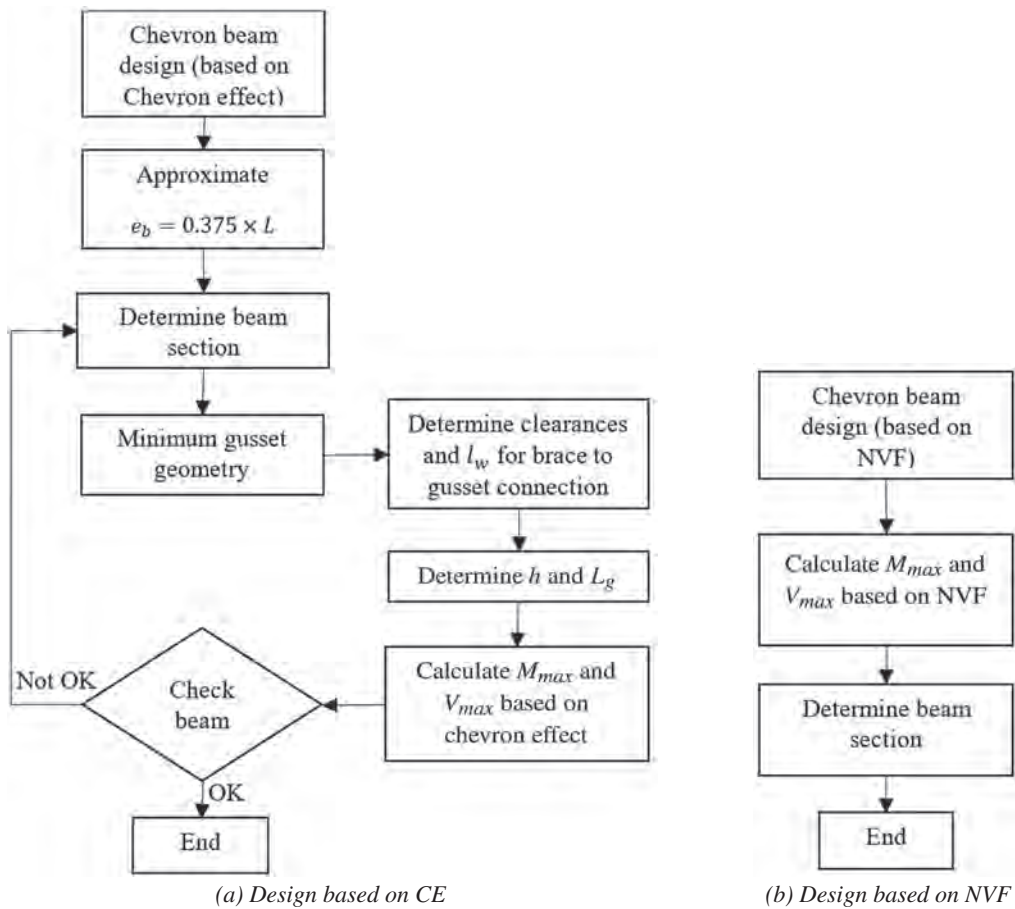 Chevron beam
design (based on
Chevron effect)
Approximate
e_b = 0.375 × L
Determine beam
section
Minimum gusset
geometry
Determine clearances
and l_w for brace to
gusset connection
Determine h and L_g
Calculate M_max and
V_max based on
chevron effect
Check
beam
Not OK
OK
End
(a) Design based on CE
Chevron beam
design (based on
NVF)
Calculate M_max and
V_max based on NVF
Determine beam
section
End
(b) Design based on NVF